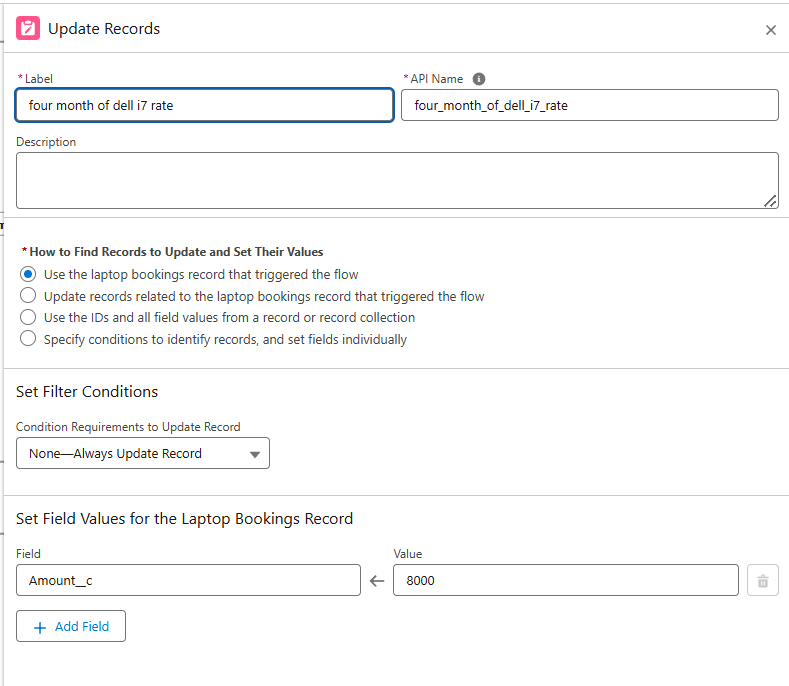 Update Records
* Label
* API Name
four month of dell i7 rate
four_month_of_dell_i7_rate
Description
* How to Find Records to Update and Set Their Values
Use the laptop bookings record that triggered the flow
Update records related to the laptop bookings record that triggered the flow
Use the IDs and all field values from a record or record collection
Specify conditions to identify records, and set fields individually
Set Filter Conditions
Condition Requirements to Update Record
None—Always Update Record
Set Field Values for the Laptop Bookings Record
Field
Value
Amount__c
8000
+ Add Field